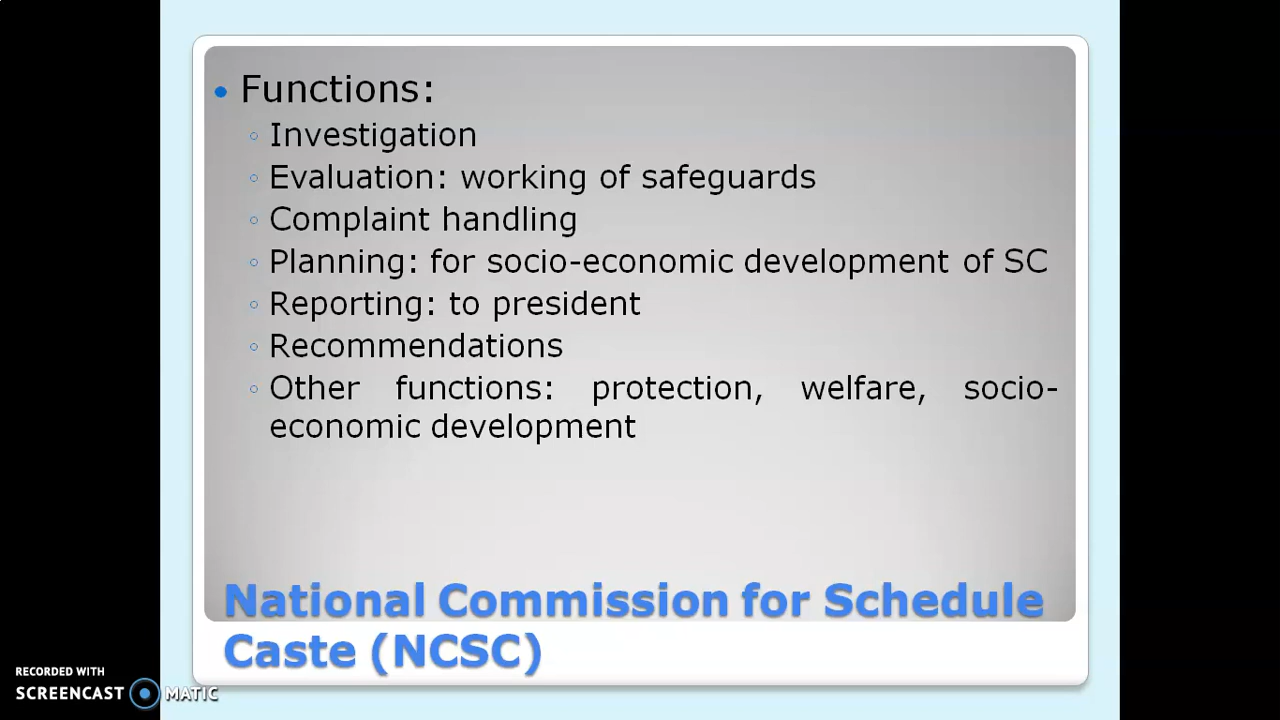 Functions:
Investigation
Evaluation: working of safeguards
Complaint handling
Planning: for socio-economic development of SC
Reporting: to president
Recommendations
Other functions: protection, welfare, socio-
economic development
National Commission for Schedule
Caste (NCSC)
RECORDED WITH
SCREENCAST MATIC